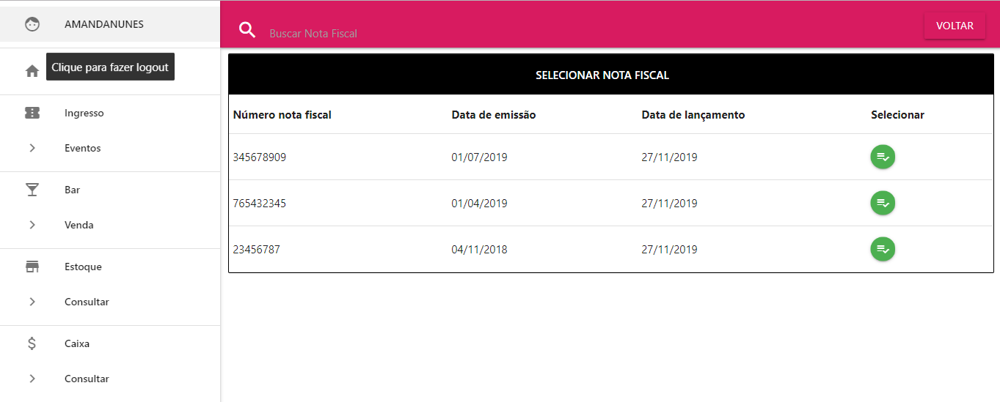 AMANDANUNES
Clique para fazer logout
Ingresso
Eventos
Bar
Venda
Estoque
Consultar
Caixa
Consultar
Buscar Nota Fiscal
VOLTAR
SELECIONAR NOTA FISCAL
Número nota fiscal Data de emissão Data de lançamento Selecionar
345678909 01/07/2019 27/11/2019
765432345 01/04/2019 27/11/2019
23456787 04/11/2018 27/11/2019